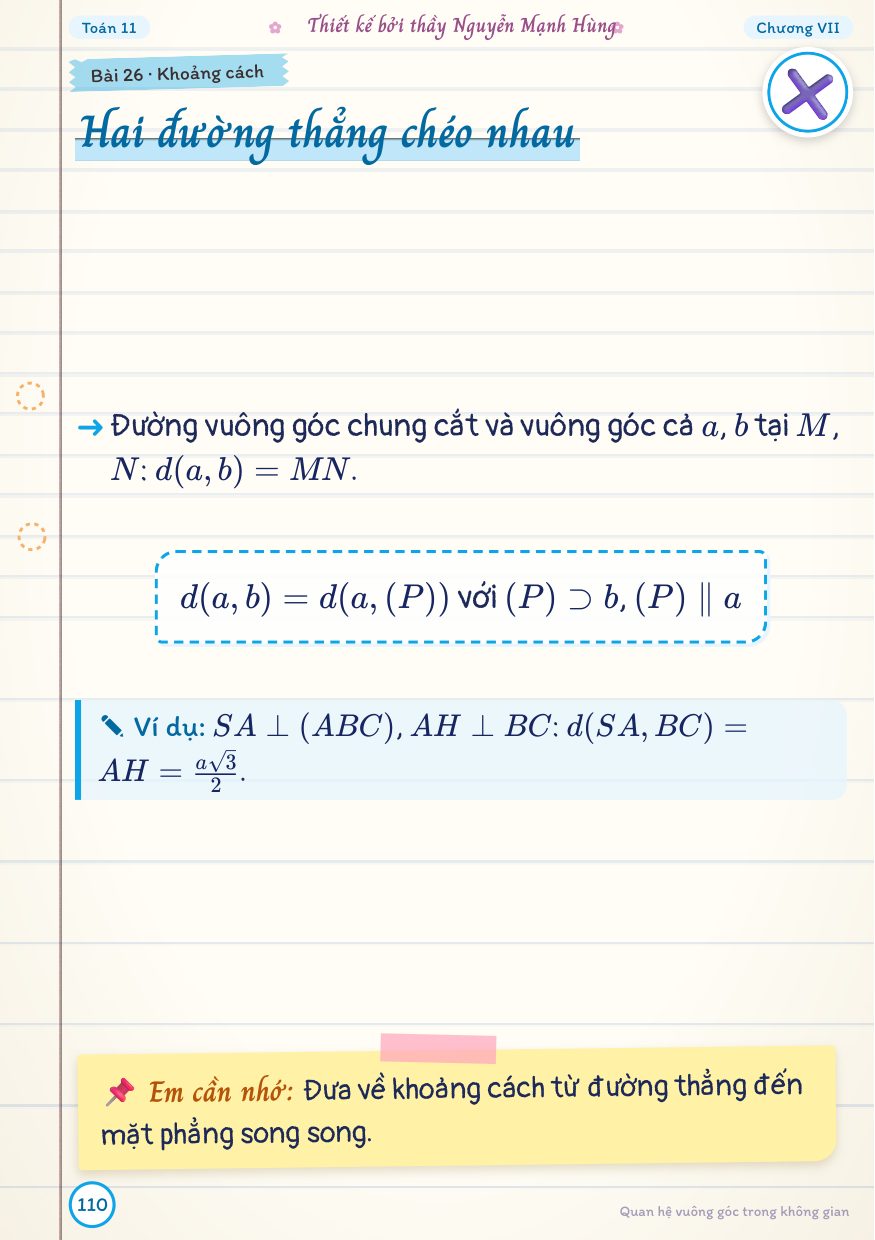 Toán 11
Thiết kế bởi thầy Nguyễn Mạnh Hùng
Chương VII
Bài 26 · Khoảng cách
Hai đường thẳng chéo nhau
→ Đường vuông góc chung cắt và vuông góc cả a, b tại M,
N: d(a, b) = MN.
d(a, b) = d(a, (P)) với (P) ⊃ b, (P) ∥ a
Ví dụ: SA ⊥ (ABC), AH ⊥ BC: d(SA, BC) =
AH = a√3/2.
Em cần nhớ: Đưa về khoảng cách từ đường thẳng đến
mặt phẳng song song.
110
Quan hệ vuông góc trong không gian